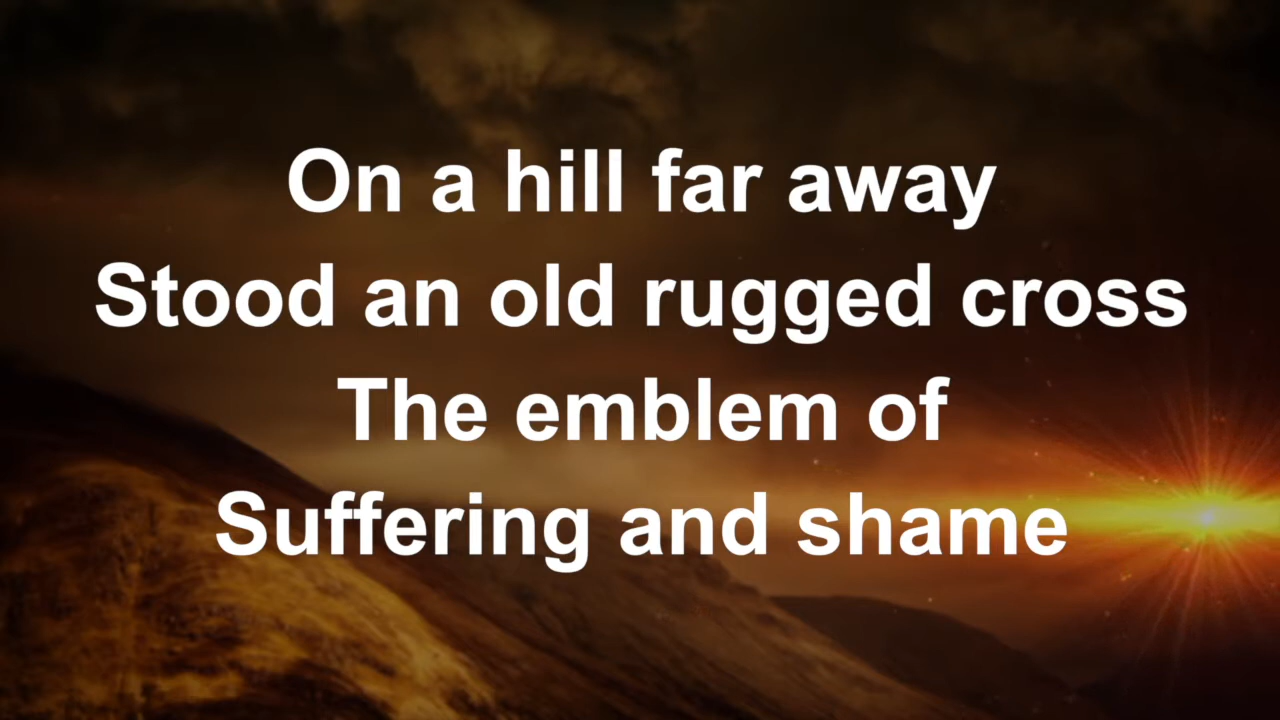 On a hill far away
Stood an old rugged cross
The emblem of
Suffering and shame